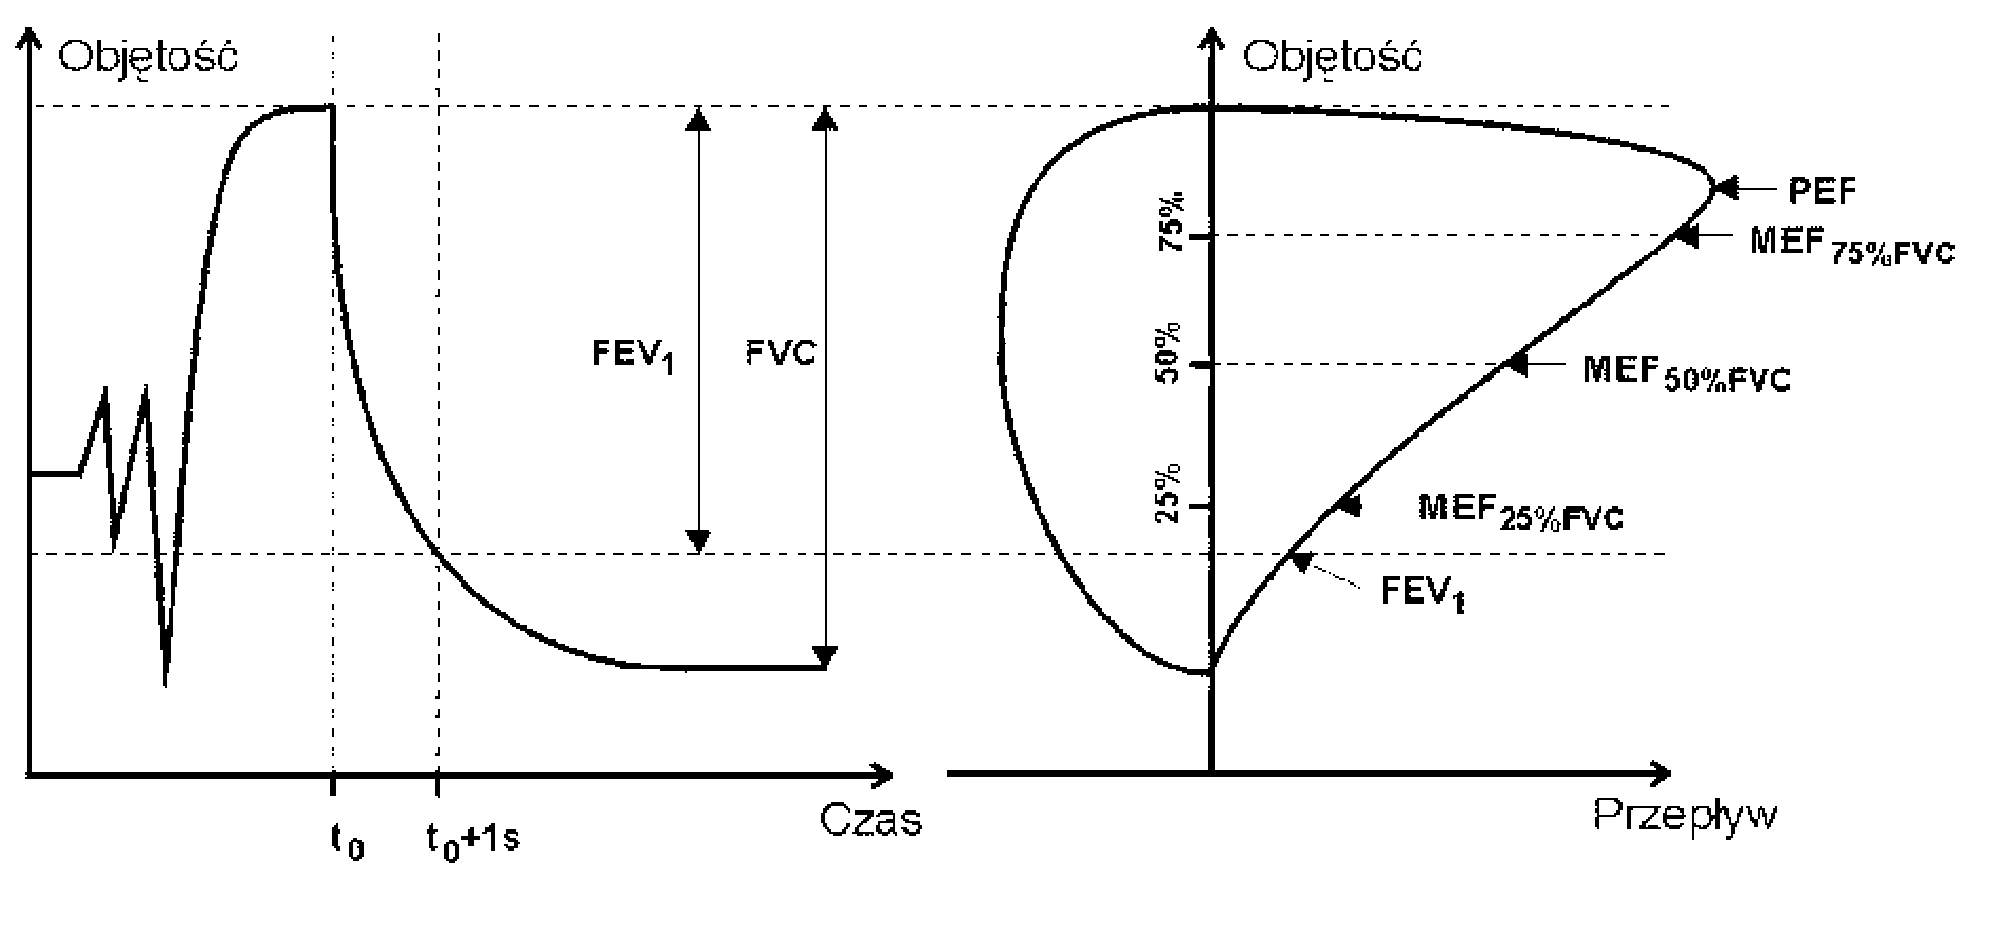 Objętość
FEV1
FVC
t0
t0+1s
Czas
Objętość
75%
50%
25%
PEF
MEF75%FVC
MEF50%FVC
MEF25%FVC
FEV1
Przepływ